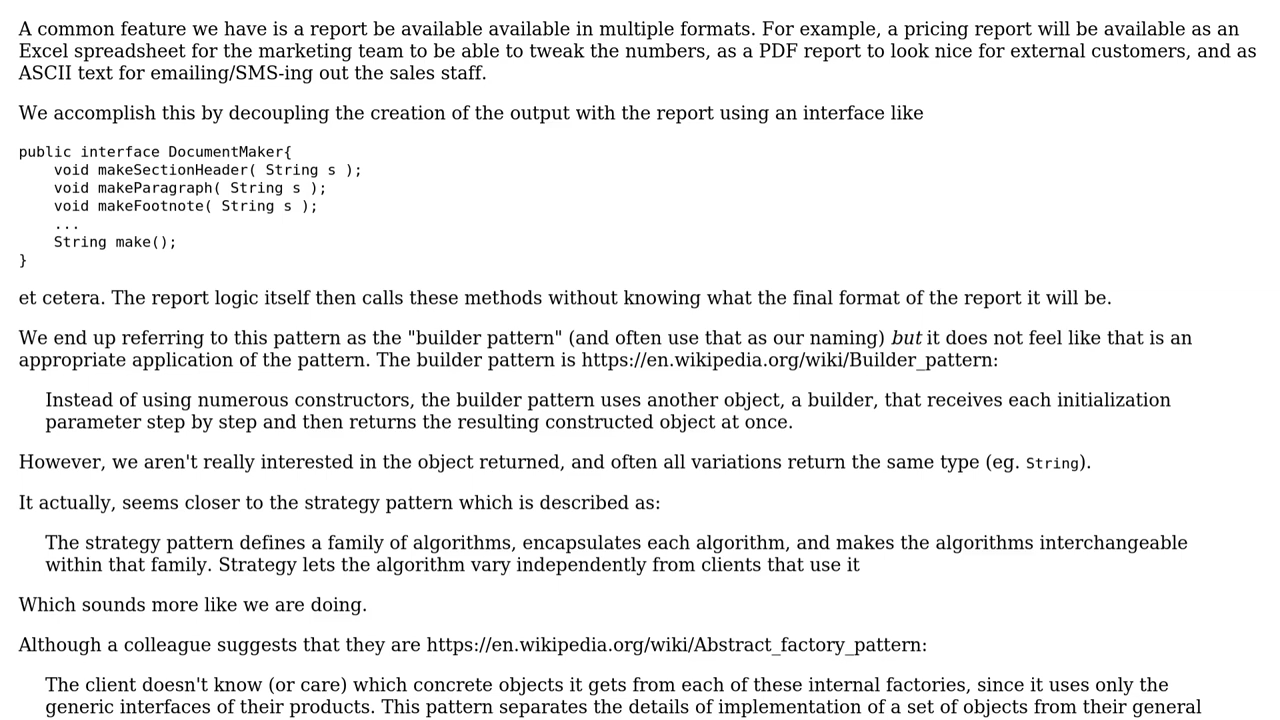 A common feature we have is a report be available available in multiple formats. For example, a pricing report will be available as an
Excel spreadsheet for the marketing team to be able to tweak the numbers, as a PDF report to look nice for external customers, and as
ASCII text for emailing/SMS-ing out the sales staff.
We accomplish this by decoupling the creation of the output with the report using an interface like
public interface DocumentMaker{
    void makeSectionHeader( String s );
    void makeParagraph( String s );
    void makeFootnote( String s );
    ...
    String make();
}
et cetera. The report logic itself then calls these methods without knowing what the final format of the report it will be.
We end up referring to this pattern as the "builder pattern" (and often use that as our naming) but it does not feel like that is an
appropriate application of the pattern. The builder pattern is https://en.wikipedia.org/wiki/Builder_pattern:
Instead of using numerous constructors, the builder pattern uses another object, a builder, that receives each initialization
parameter step by step and then returns the resulting constructed object at once.
However, we aren't really interested in the object returned, and often all variations return the same type (eg. String).
It actually, seems closer to the strategy pattern which is described as:
The strategy pattern defines a family of algorithms, encapsulates each algorithm, and makes the algorithms interchangeable
within that family. Strategy lets the algorithm vary independently from clients that use it
Which sounds more like we are doing.
Although a colleague suggests that they are https://en.wikipedia.org/wiki/Abstract_factory_pattern:
The client doesn't know (or care) which concrete objects it gets from each of these internal factories, since it uses only the
generic interfaces of their products. This pattern separates the details of implementation of a set of objects from their general